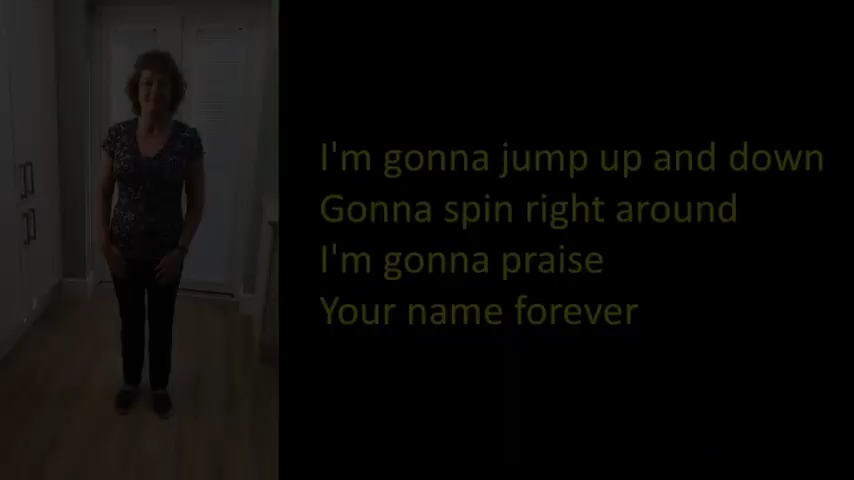 I'm gonna jump up and down
Gonna spin right around
I'm gonna praise
Your name forever